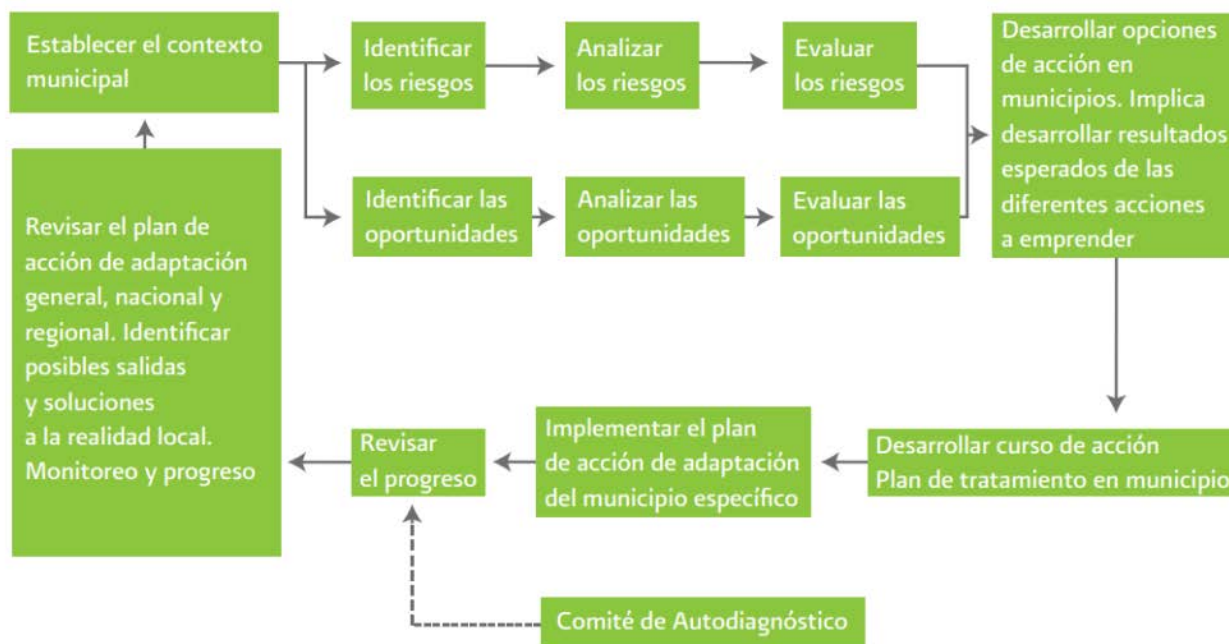 Establecer el contexto
municipal
Identificar
los riesgos
Analizar
los riesgos
Evaluar
los riesgos
Identificar las
oportunidades
Analizar las
oportunidades
Evaluar las
oportunidades
Desarrollar opciones
de acción en
municipios. Implica
desarrollar resultados
esperados de las
diferentes acciones
a emprender
Desarrollar curso de acción
Plan de tratamiento en municipio
Implementar el plan
de acción de adaptación
del municipio específico
Revisar
el progreso
Revisar el plan de
acción de adaptación
general, nacional y
regional. Identificar
posibles salidas
y soluciones
a la realidad local.
Monitoreo y progreso
Comité de Autodiagnóstico